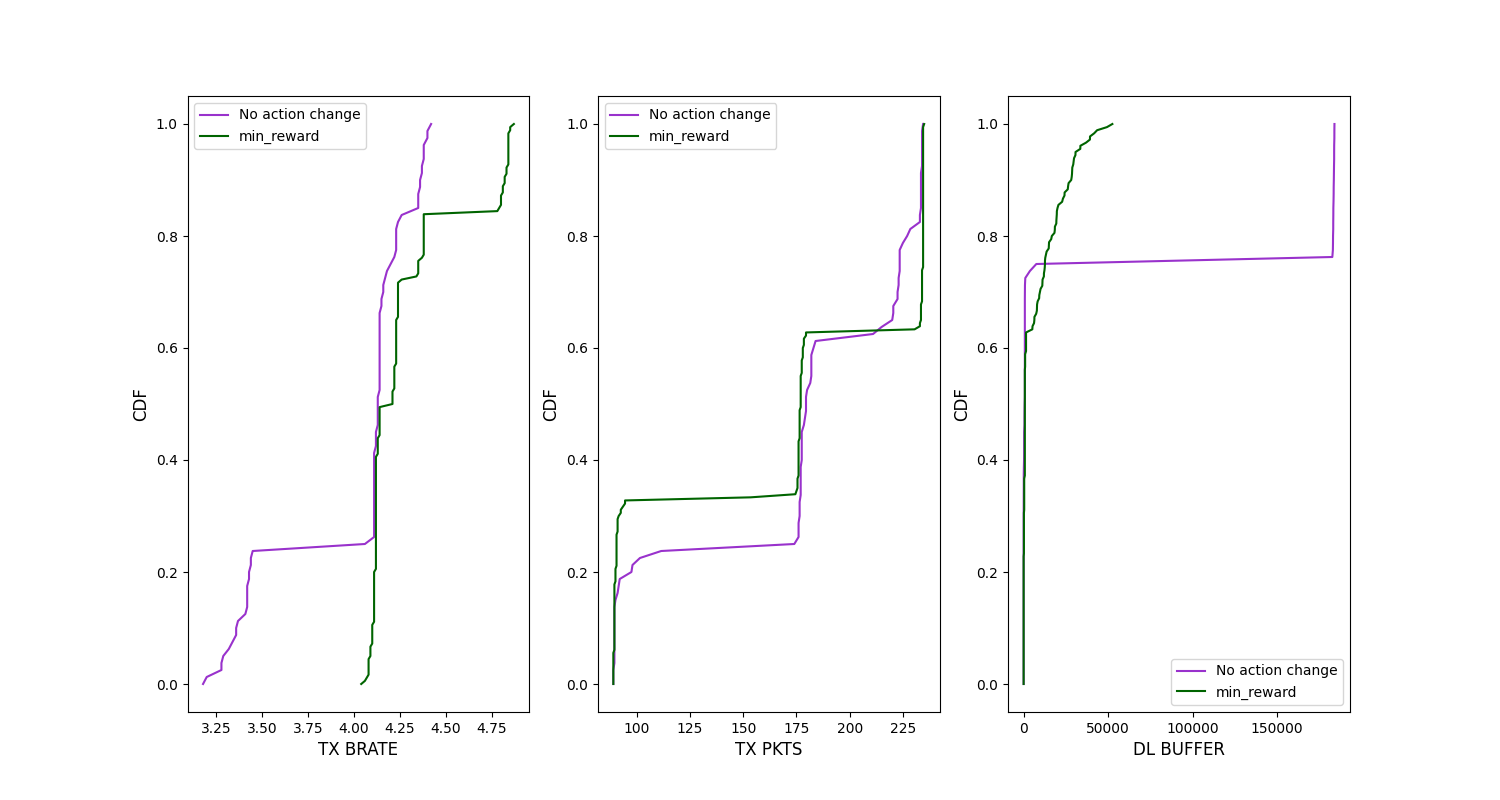 No action change
min_reward
1.0
0.8
0.6
0.4
0.2
0.0
CDF
3.25 3.50 3.75 4.00 4.25 4.50 4.75
TX BRATE
No action change
min_reward
1.0
0.8
0.6
0.4
0.2
0.0
CDF
100 125 150 175 200 225
TX PKTS
1.0
0.8
0.6
0.4
0.2
0.0
CDF
No action change
min_reward
0 50000 100000 150000
DL BUFFER